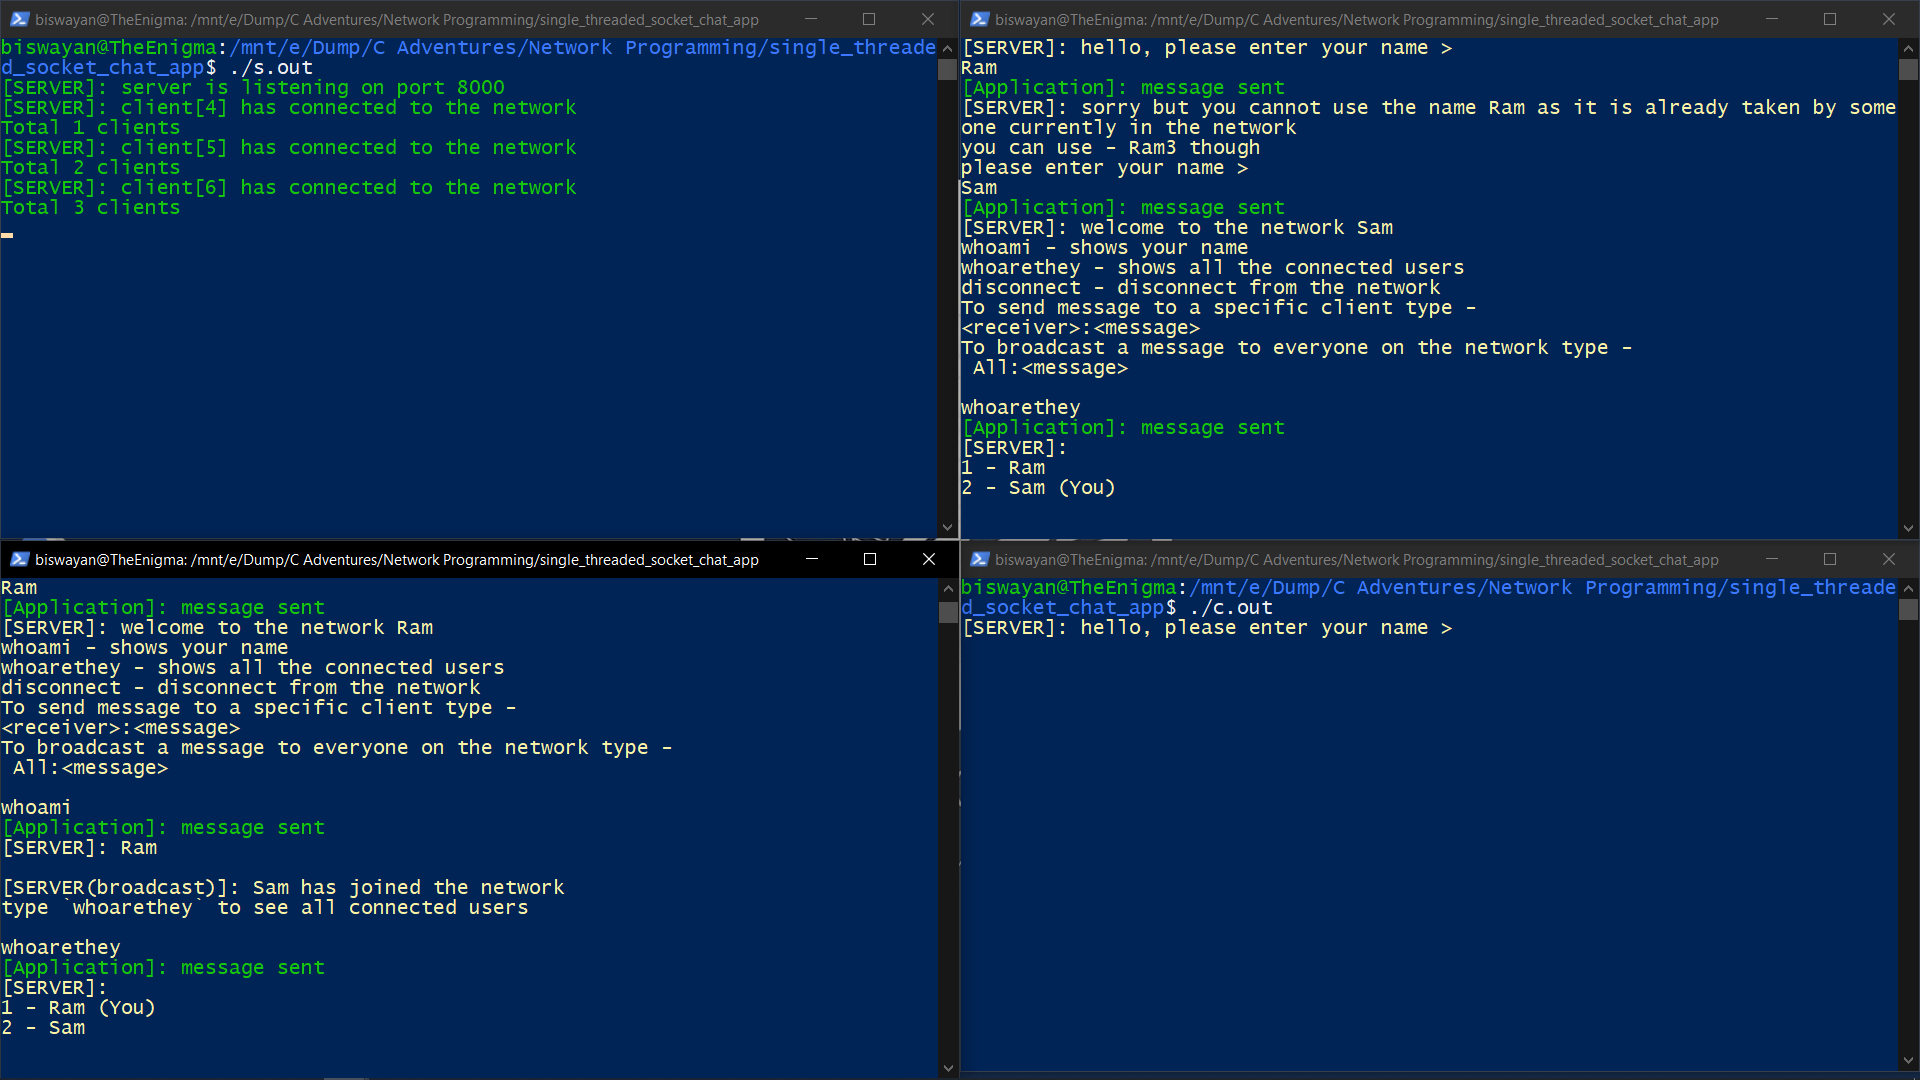 biswayan@TheEnigma: /mnt/e/Dump/C Adventures/Network Programming/single_threaded_socket_chat_app
biswayan@TheEnigma:/mnt/e/Dump/C Adventures/Network Programming/single_threade
d_socket_chat_app$ ./s.out
[SERVER]: server is listening on port 8000
[SERVER]: client[4] has connected to the network
Total 1 clients
[SERVER]: client[5] has connected to the network
Total 2 clients
[SERVER]: client[6] has connected to the network
Total 3 clients
biswayan@TheEnigma: /mnt/e/Dump/C Adventures/Network Programming/single_threaded_socket_chat_app
[SERVER]: hello, please enter your name >
Ram
[Application]: message sent
[SERVER]: sorry but you cannot use the name Ram as it is already taken by some
one currently in the network
you can use - Ram3 though
please enter your name >
Sam
[Application]: message sent
[SERVER]: welcome to the network Sam
whoami - shows your name
whoarethey - shows all the connected users
disconnect - disconnect from the network
To send message to a specific client type -
<receiver>:<message>
To broadcast a message to everyone on the network type -
 All:<message>

whoarethey
[Application]: message sent
[SERVER]:
1 - Ram
2 - Sam (You)
biswayan@TheEnigma: /mnt/e/Dump/C Adventures/Network Programming/single_threaded_socket_chat_app
Ram
[Application]: message sent
[SERVER]: welcome to the network Ram
whoami - shows your name
whoarethey - shows all the connected users
disconnect - disconnect from the network
To send message to a specific client type -
<receiver>:<message>
To broadcast a message to everyone on the network type -
 All:<message>

whoami
[Application]: message sent
[SERVER]: Ram

[SERVER(broadcast)]: Sam has joined the network
type `whoarethey` to see all connected users

whoarethey
[Application]: message sent
[SERVER]:
1 - Ram (You)
2 - Sam
biswayan@TheEnigma: /mnt/e/Dump/C Adventures/Network Programming/single_threaded_socket_chat_app
biswayan@TheEnigma:/mnt/e/Dump/C Adventures/Network Programming/single_threade
d_socket_chat_app$ ./c.out
[SERVER]: hello, please enter your name >